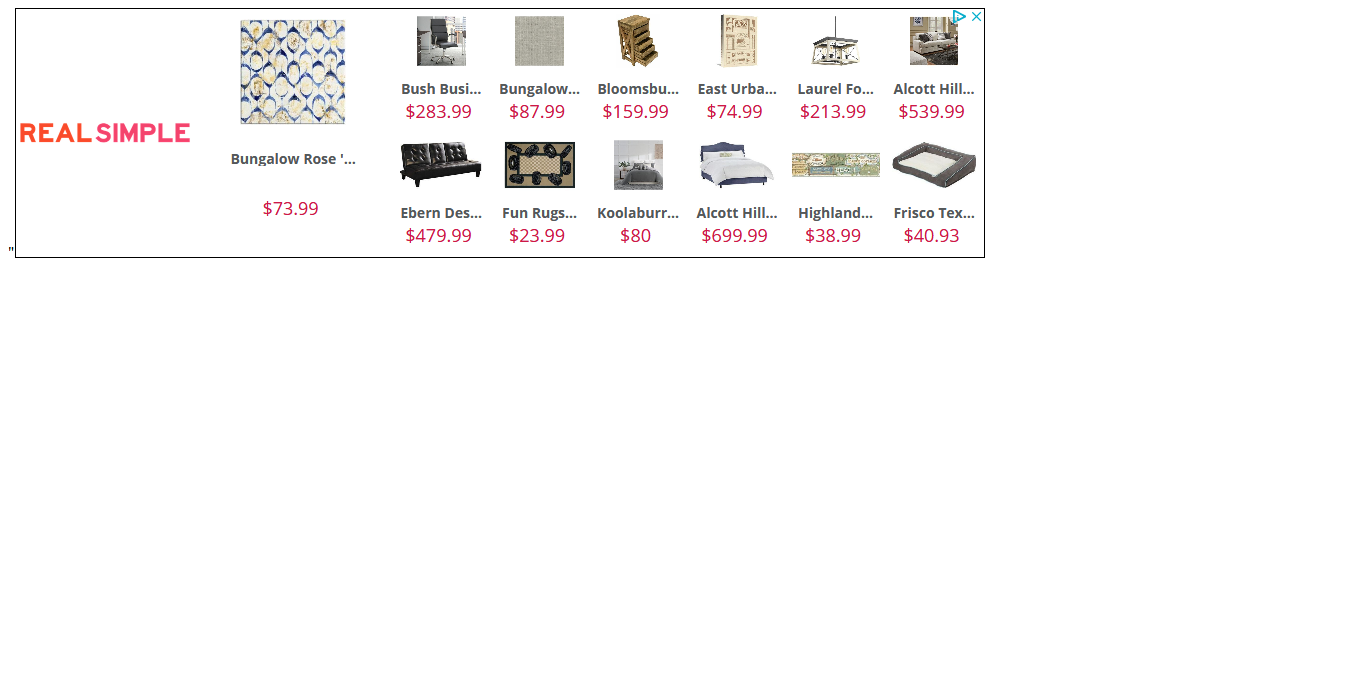 REAL SIMPLE
Bungalow Rose '...
$73.99
Bush Busi...
$283.99
Bungalow...
$87.99
Bloomsbu...
$159.99
East Urba...
$74.99
Laurel Fo...
$213.99
Alcott Hill...
$539.99
Ebern Des...
$479.99
Fun Rugs...
$23.99
Koolaburr...
$80
Alcott Hill...
$699.99
Highland...
$38.99
Frisco Tex...
$40.93
"